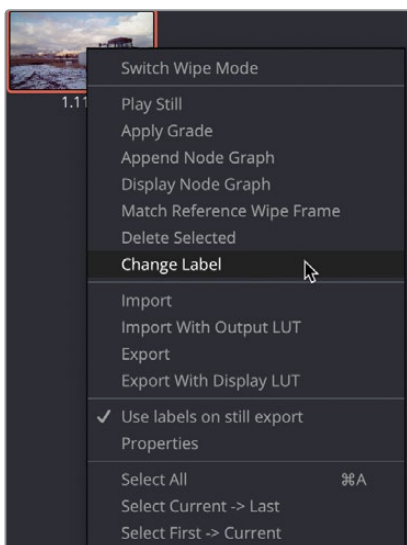 1.11
Switch Wipe Mode
Play Still
Apply Grade
Append Node Graph
Display Node Graph
Match Reference Wipe Frame
Delete Selected
Change Label
Import
Import With Output LUT
Export
Export With Display LUT
✓ Use labels on still export
Properties
Select All ⌘A
Select Current -> Last
Select First -> Current